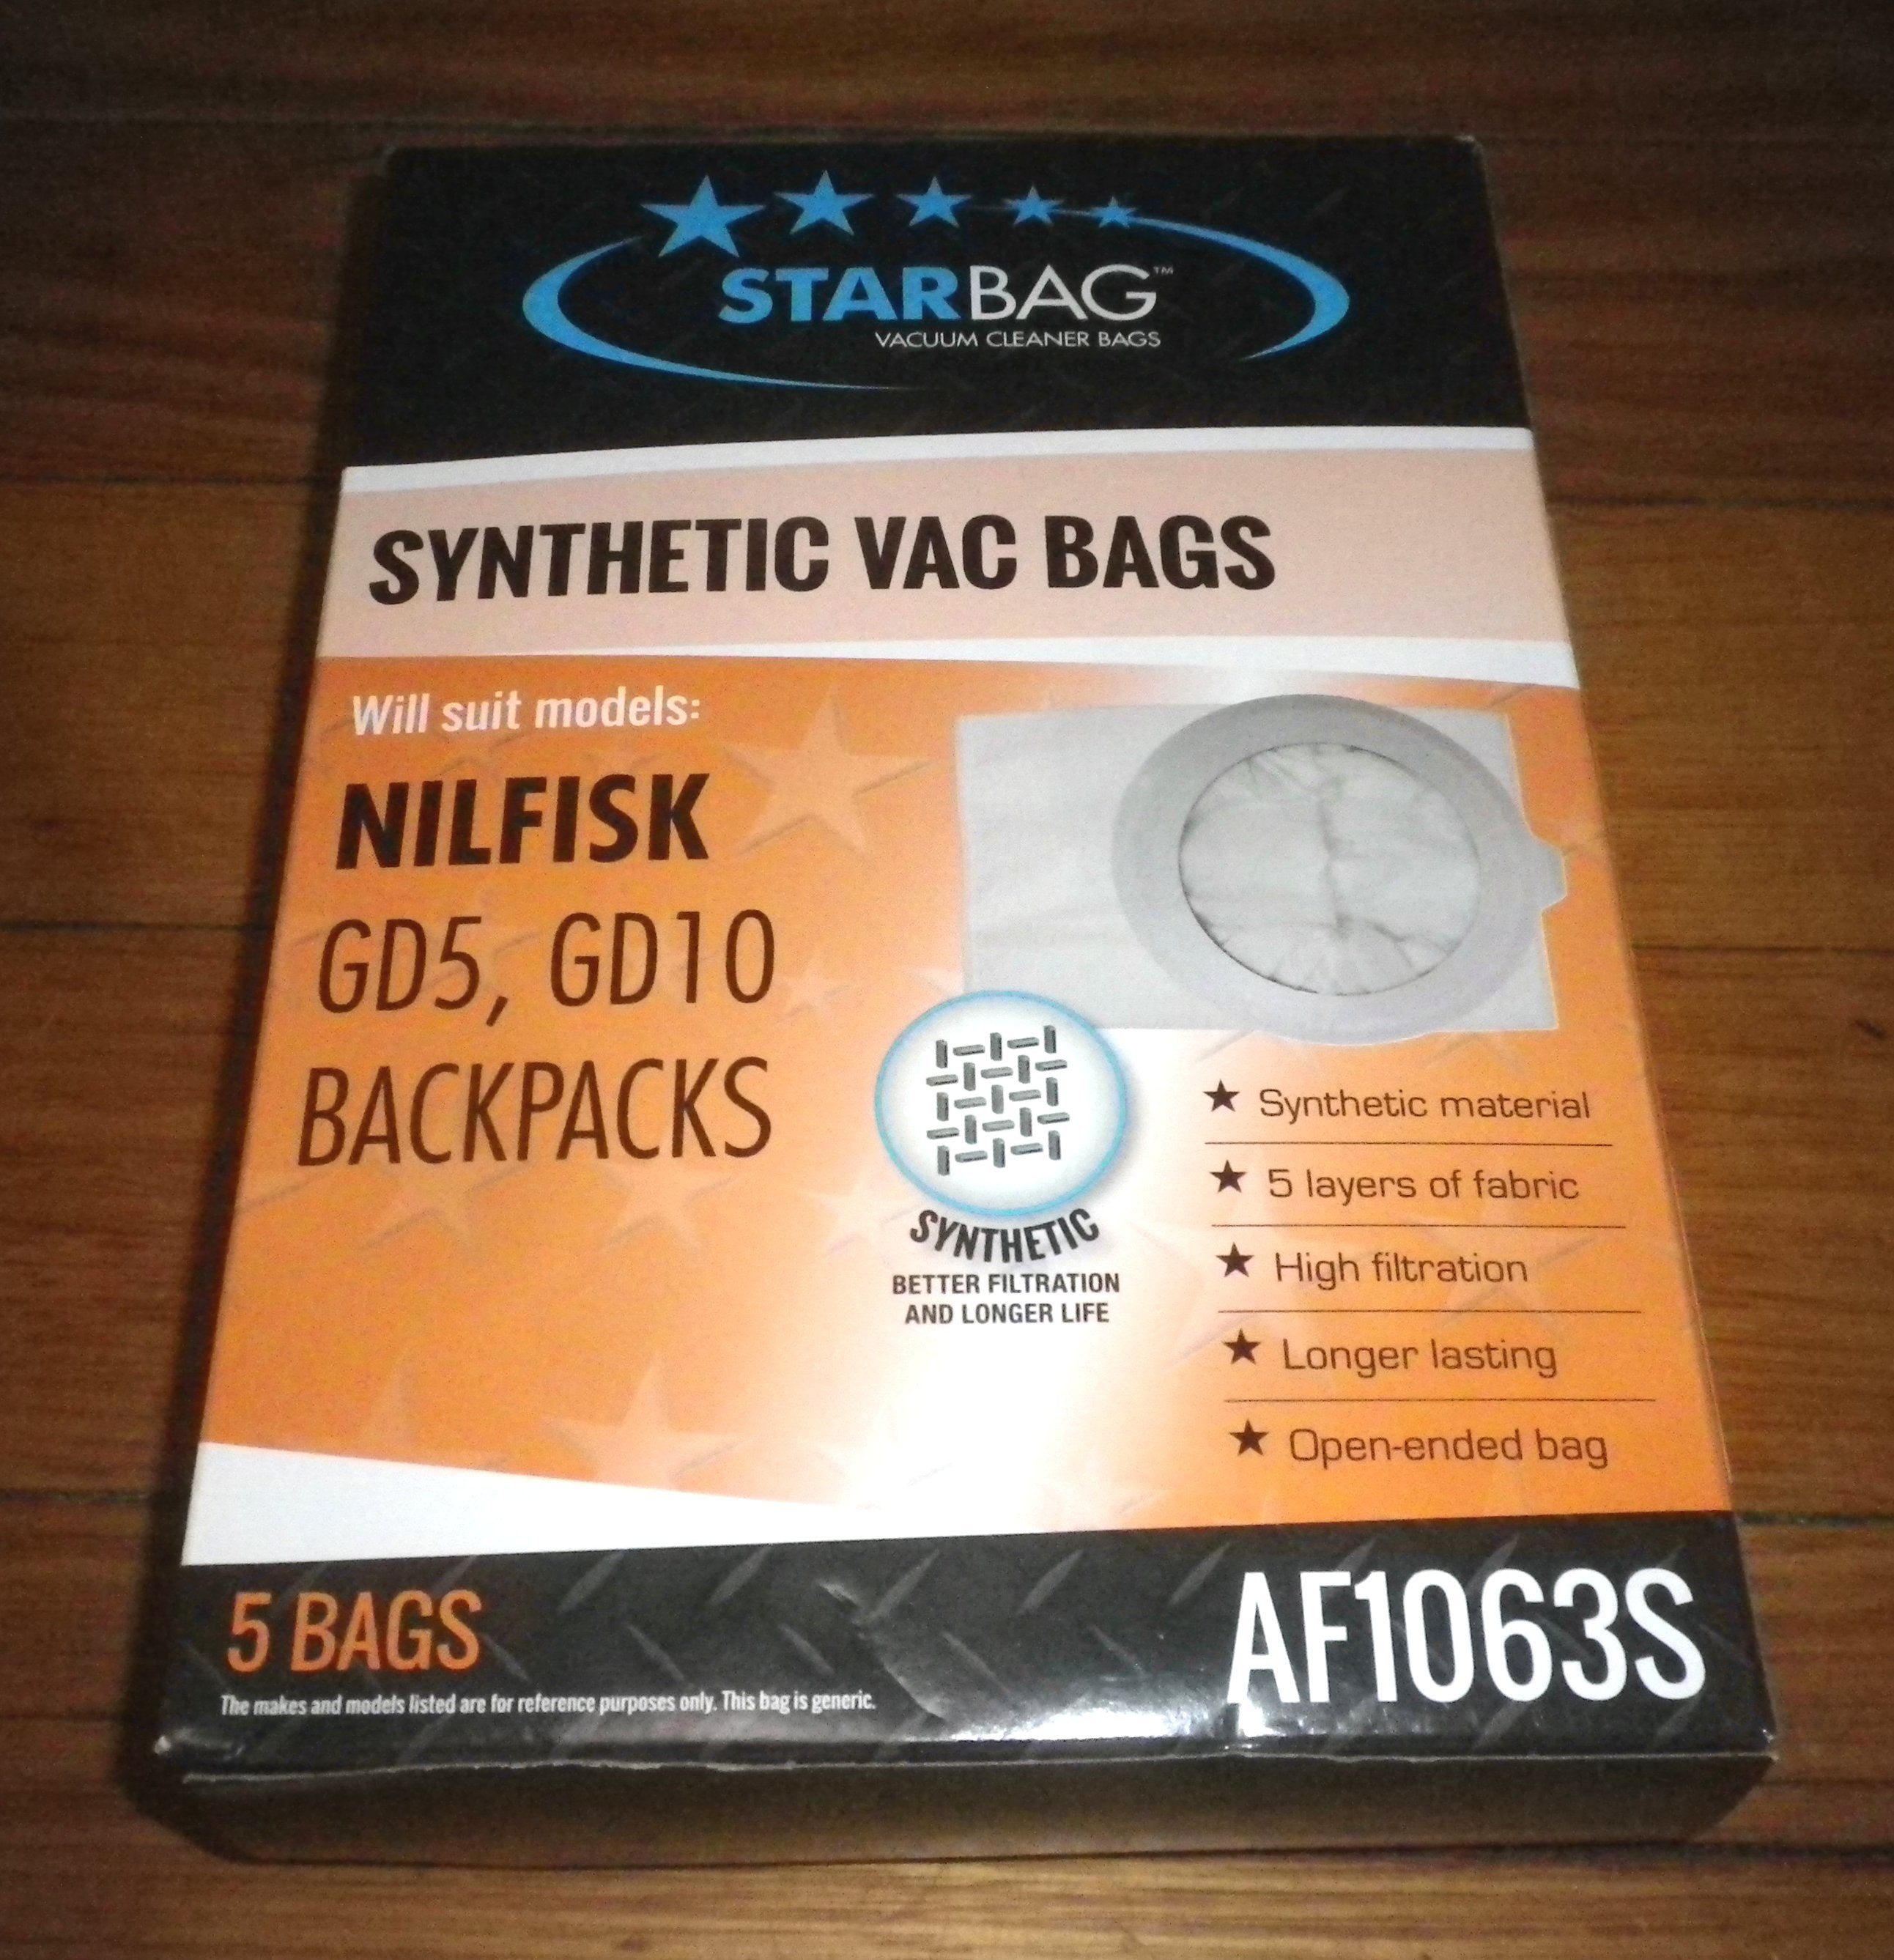 STARBAG™
VACUUM CLEANER BAGS
SYNTHETIC VAC BAGS
Will suit models:
NILFISK
GD5, GD10
BACKPACKS
SYNTHETIC
BETTER FILTRATION
AND LONGER LIFE
★ Synthetic material
★ 5 layers of fabric
★ High filtration
★ Longer lasting
★ Open-ended bag
5 BAGS
The makes and models listed are for reference purposes only. This bag is generic.
AF1063S